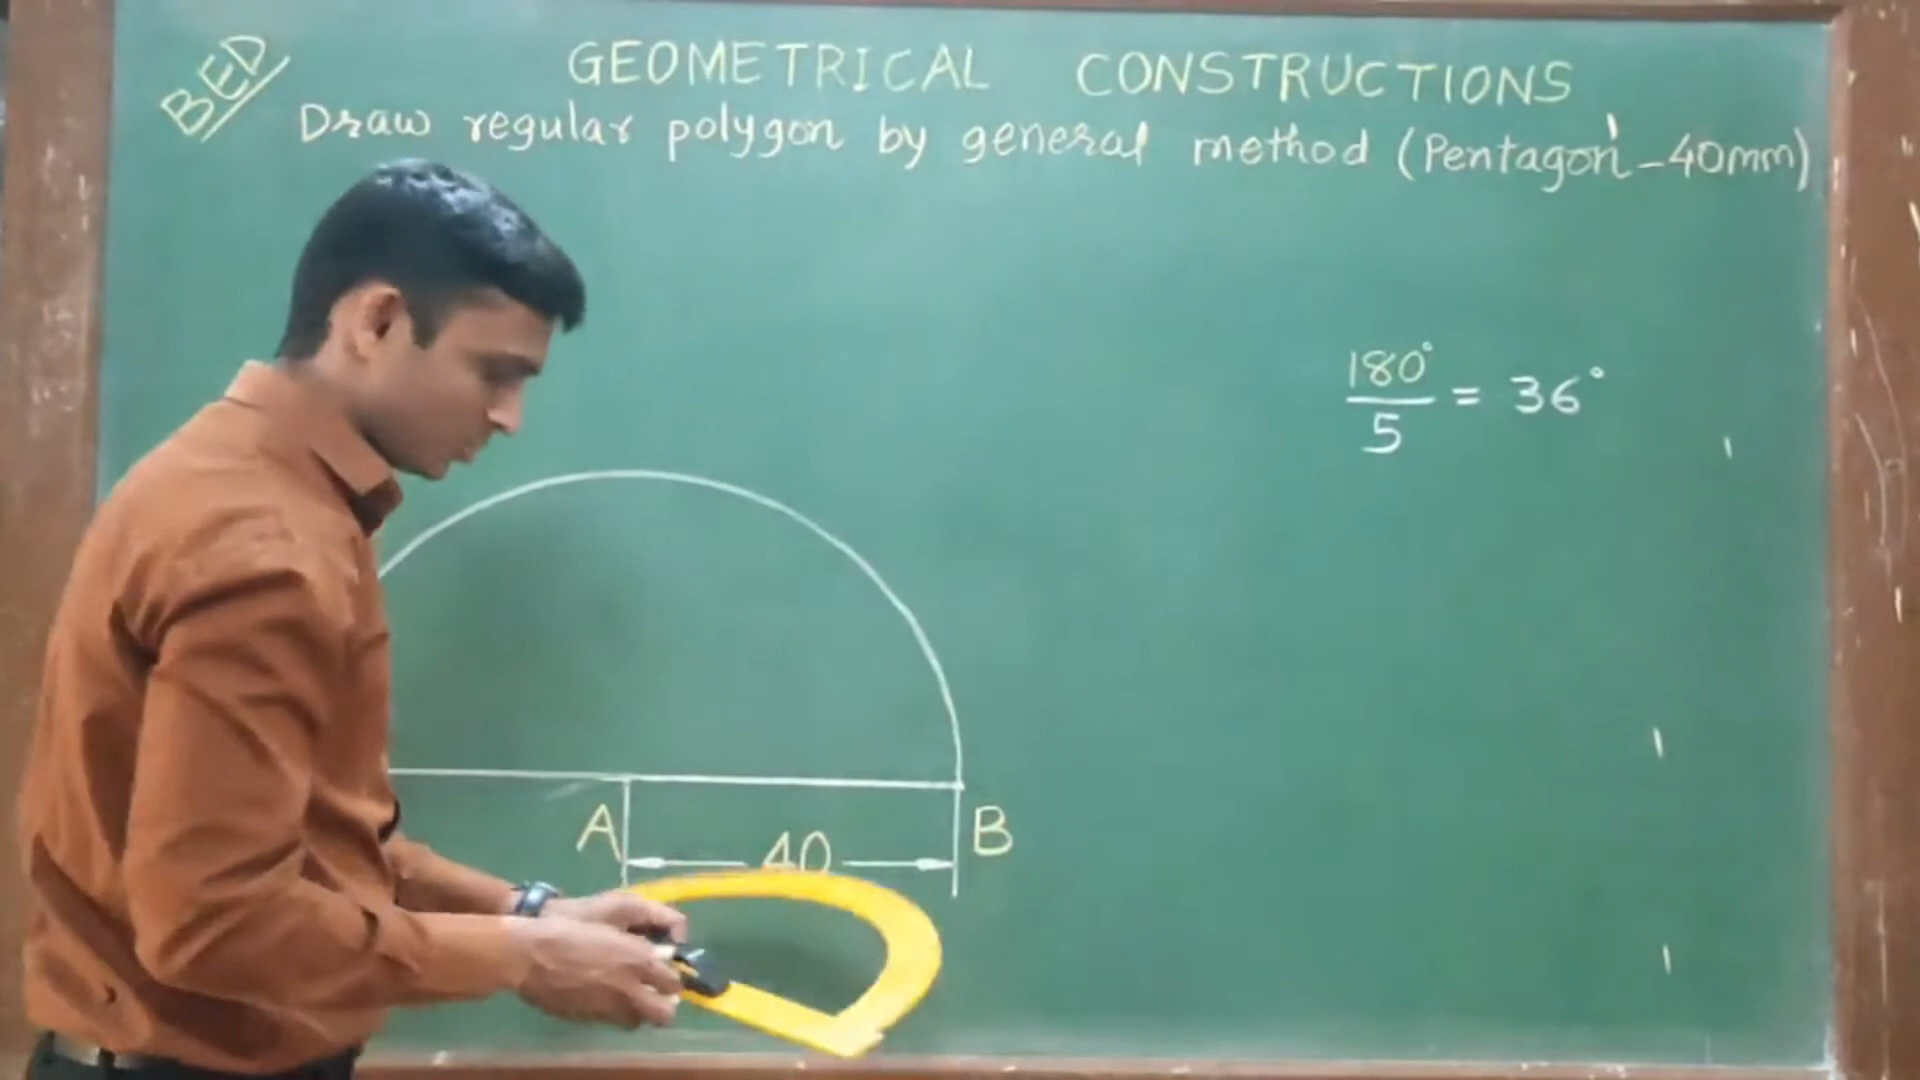 BED
GEOMETRICAL CONSTRUCTIONS
Draw regular polygon by general method (Pentagon - 40mm)
180°
5
= 36°
A
40
B